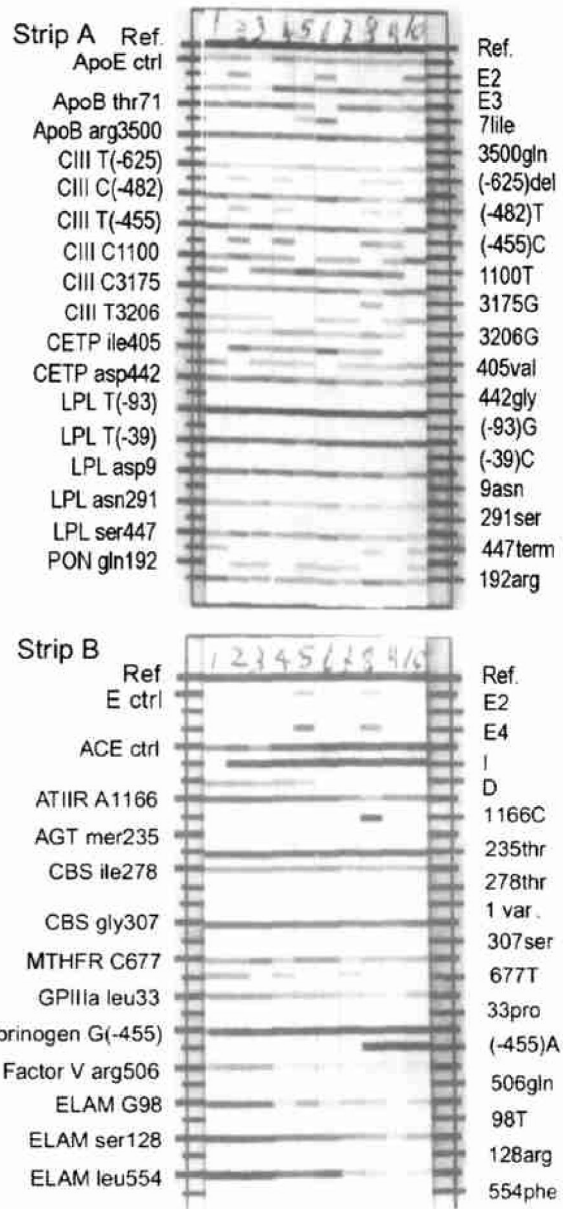 Strip A Ref. 1 2 3 4 5 6 7 8 9 10 Ref.
ApoE ctrl E2
E3
ApoB thr71 7lile
ApoB arg3500 3500gln
CIII T(-625) (-625)del
CIII C(-482) (-482)T
CIII T(-455) (-455)C
CIII C1100 1100T
CIII C3175 3175G
CIII T3206 3206G
CETP ile405 405val
CETP asp442 442gly
LPL T(-93) (-93)G
LPL T(-39) (-39)C
LPL asp9 9asn
LPL asn291 291ser
LPL ser447 447term
PON gln192 192arg
Strip B
Ref 1 2 3 4 5 6 7 8 9 10 Ref.
E ctrl E2
E4
ACE ctrl I
D
ATIIR A1166 1166C
AGT mer235 235thr
CBS ile278 278thr
1 var.
CBS gly307 307ser
MTHFR C677 677T
GPIIIa leu33 33pro
brinogen G(-455) (-455)A
Factor V arg506 506gln
ELAM G98 98T
ELAM ser128 128arg
ELAM leu554 554phe